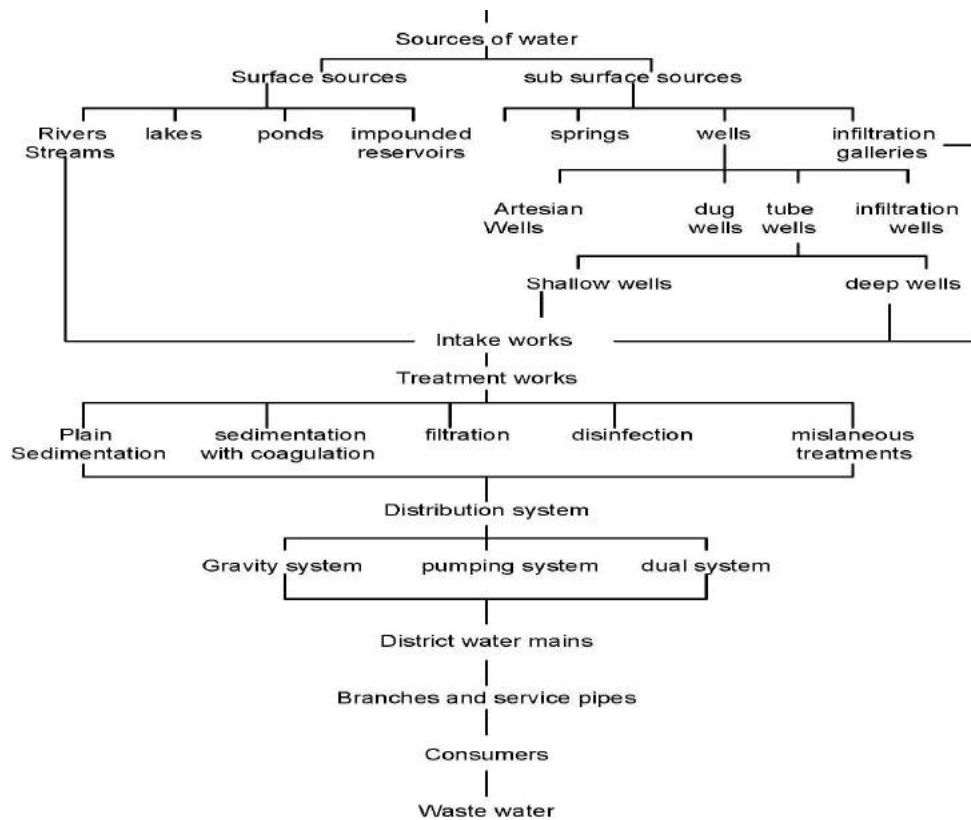 Sources of water
Surface sources
sub surface sources
Rivers
Streams
lakes
ponds
impounded
reservoirs
springs
wells
infiltration
galleries
Artesian
Wells
dug
wells
tube
wells
infiltration
wells
Shallow wells
deep wells
Intake works
Treatment works
Plain
Sedimentation
sedimentation
with coagulation
filtration
disinfection
mislaneous
treatments
Distribution system
Gravity system
pumping system
dual system
District water mains
Branches and service pipes
Consumers
Waste water